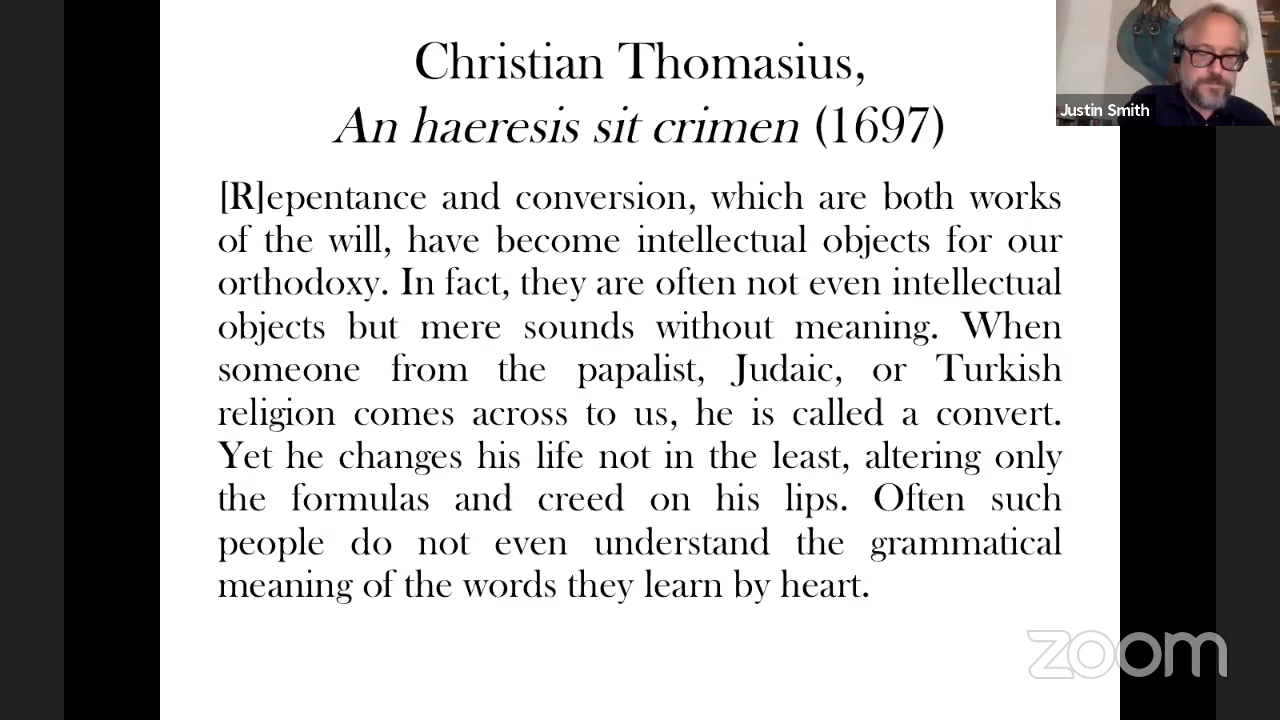 Christian Thomasius,
An haeresis sit crimen (1697)
[R]epentance and conversion, which are both works
of the will, have become intellectual objects for our
orthodoxy. In fact, they are often not even intellectual
objects but mere sounds without meaning. When
someone from the papalist, Judaic, or Turkish
religion comes across to us, he is called a convert.
Yet he changes his life not in the least, altering only
the formulas and creed on his lips. Often such
people do not even understand the grammatical
meaning of the words they learn by heart.
Justin Smith
zoom